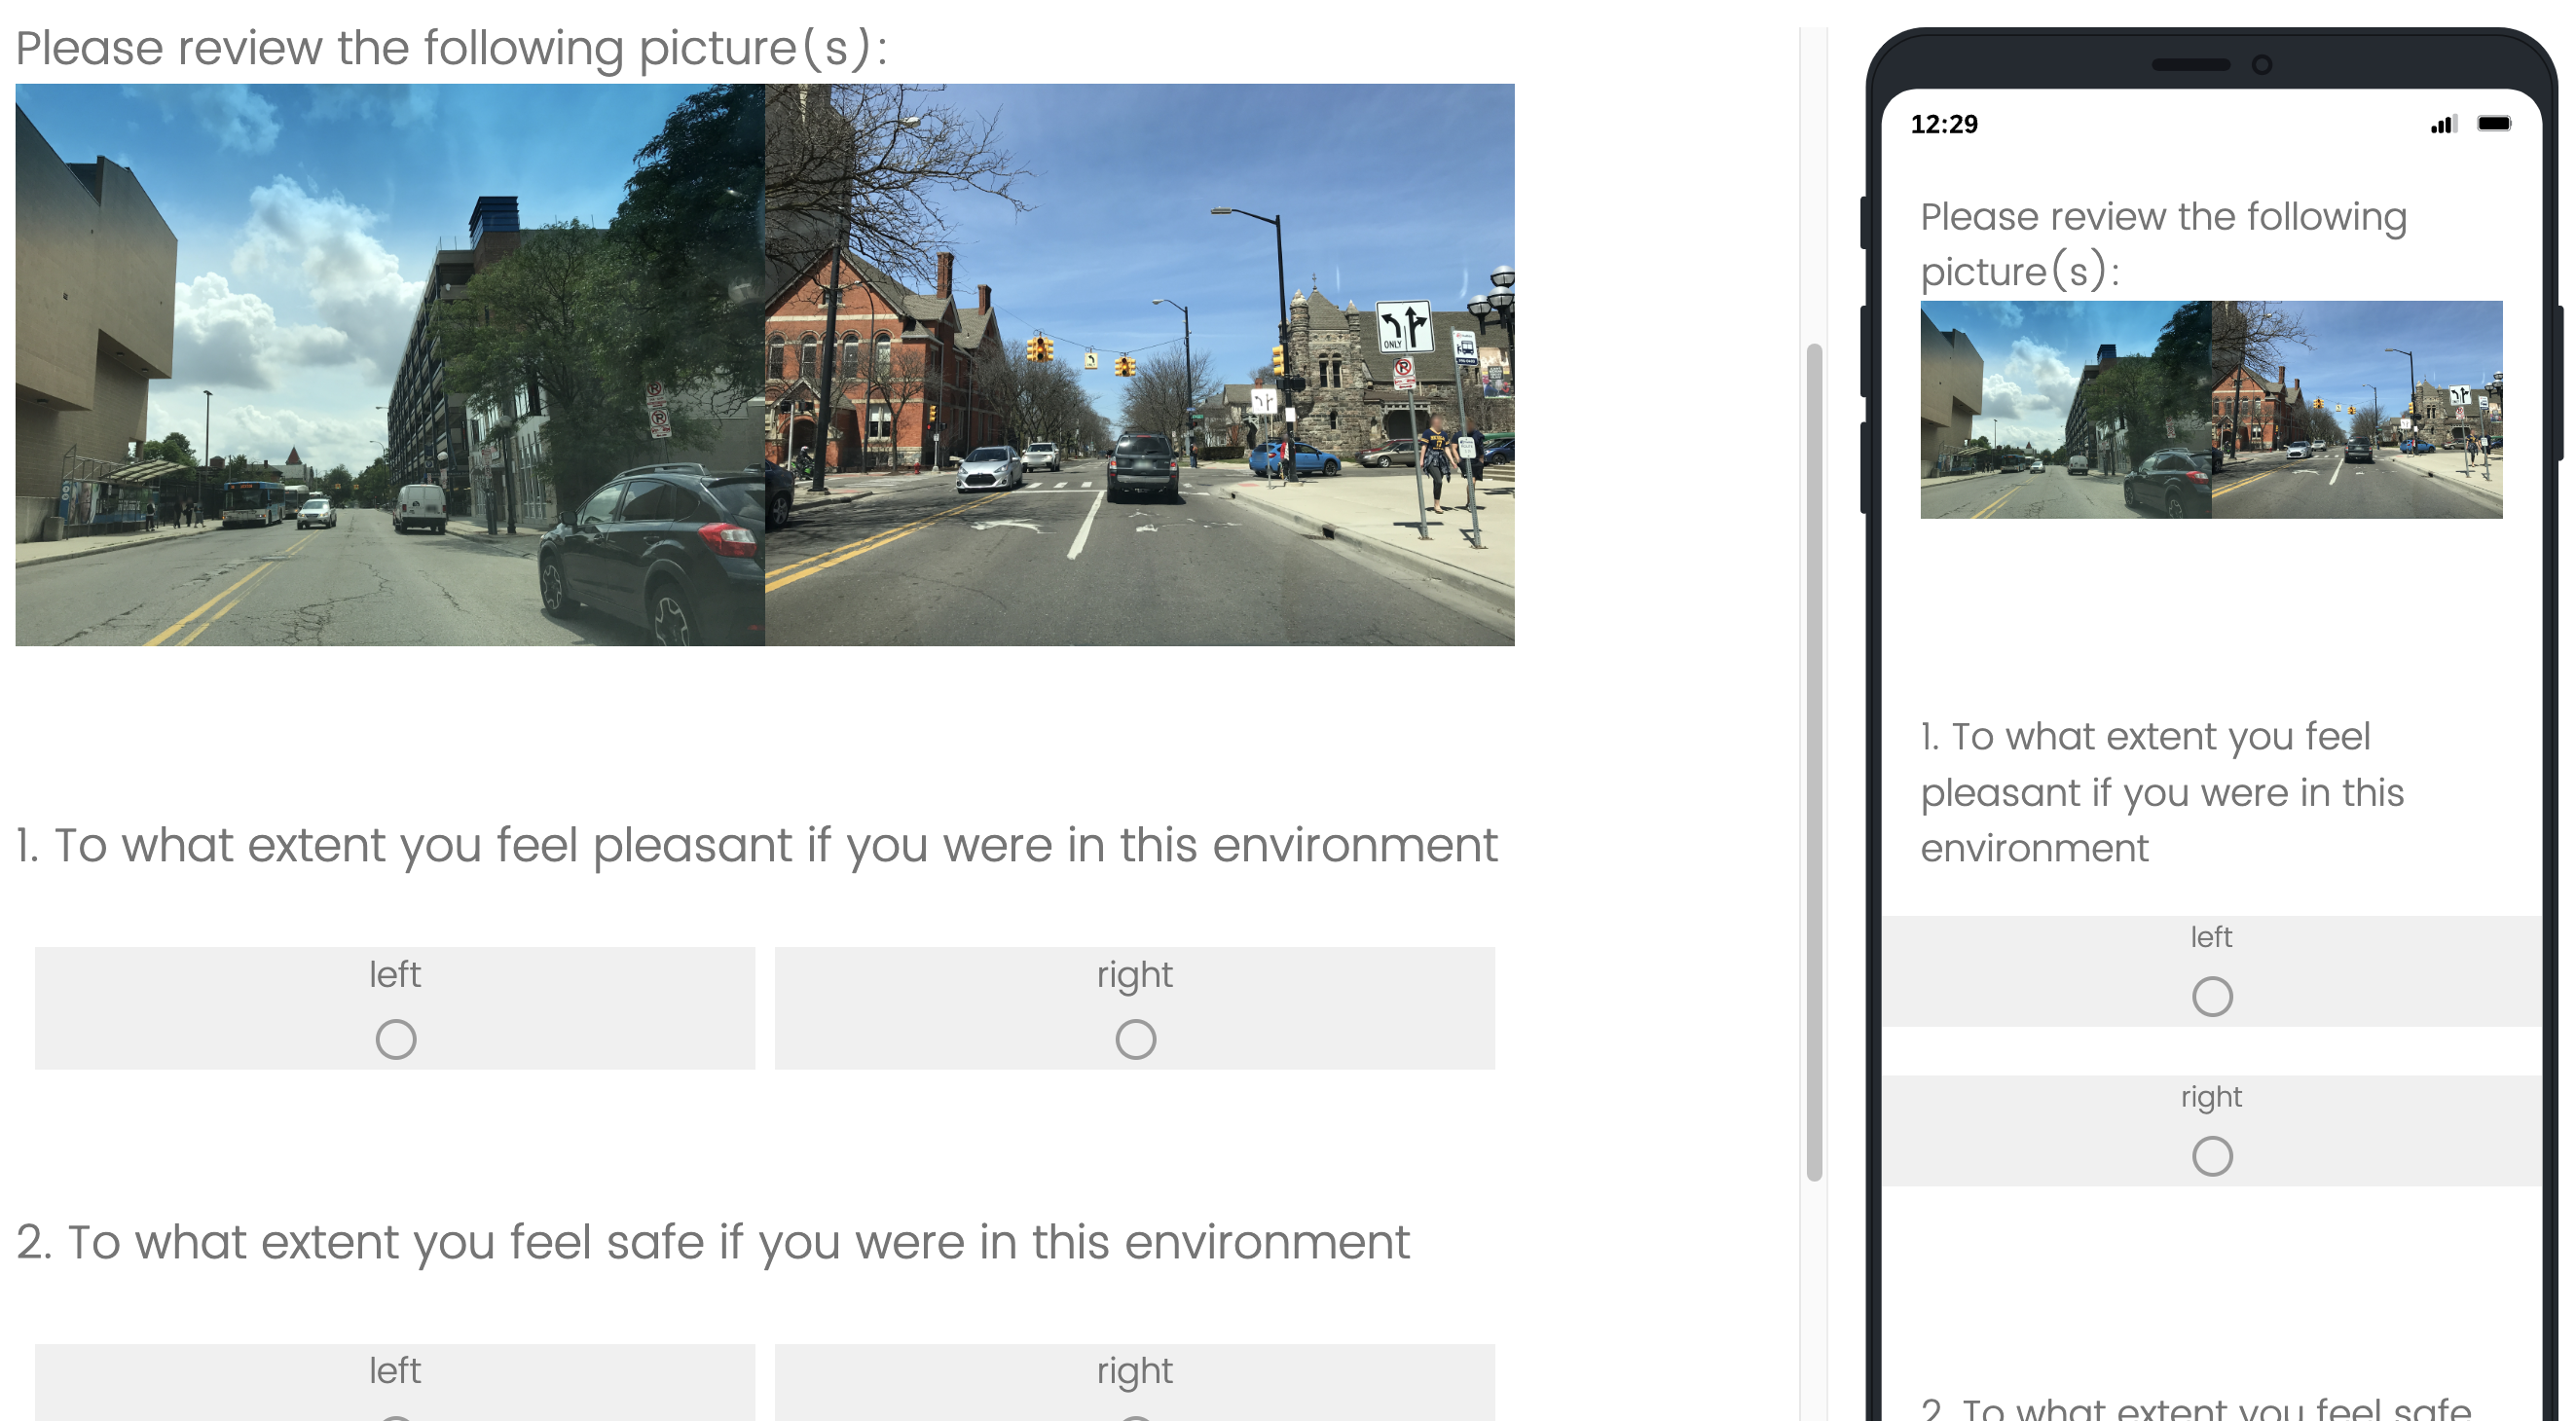 Please review the following picture(s):
ONLY
1. To what extent you feel pleasant if you were in this environment
left
right
2. To what extent you feel safe if you were in this environment
left
right
12:29
Please review the following
picture(s):
1. To what extent you feel
pleasant if you were in this
environment
left
right
2. To what extent you feel safe